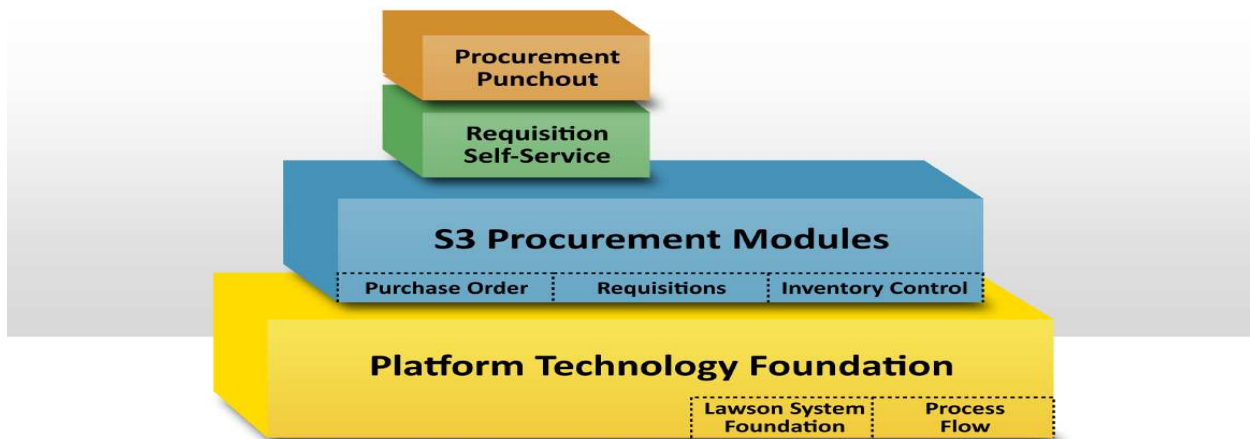 Procurement
Punchout
Requisition
Self-Service
S3 Procurement Modules
Purchase Order
Requisitions
Inventory Control
Platform Technology Foundation
Lawson System
Foundation
Process
Flow